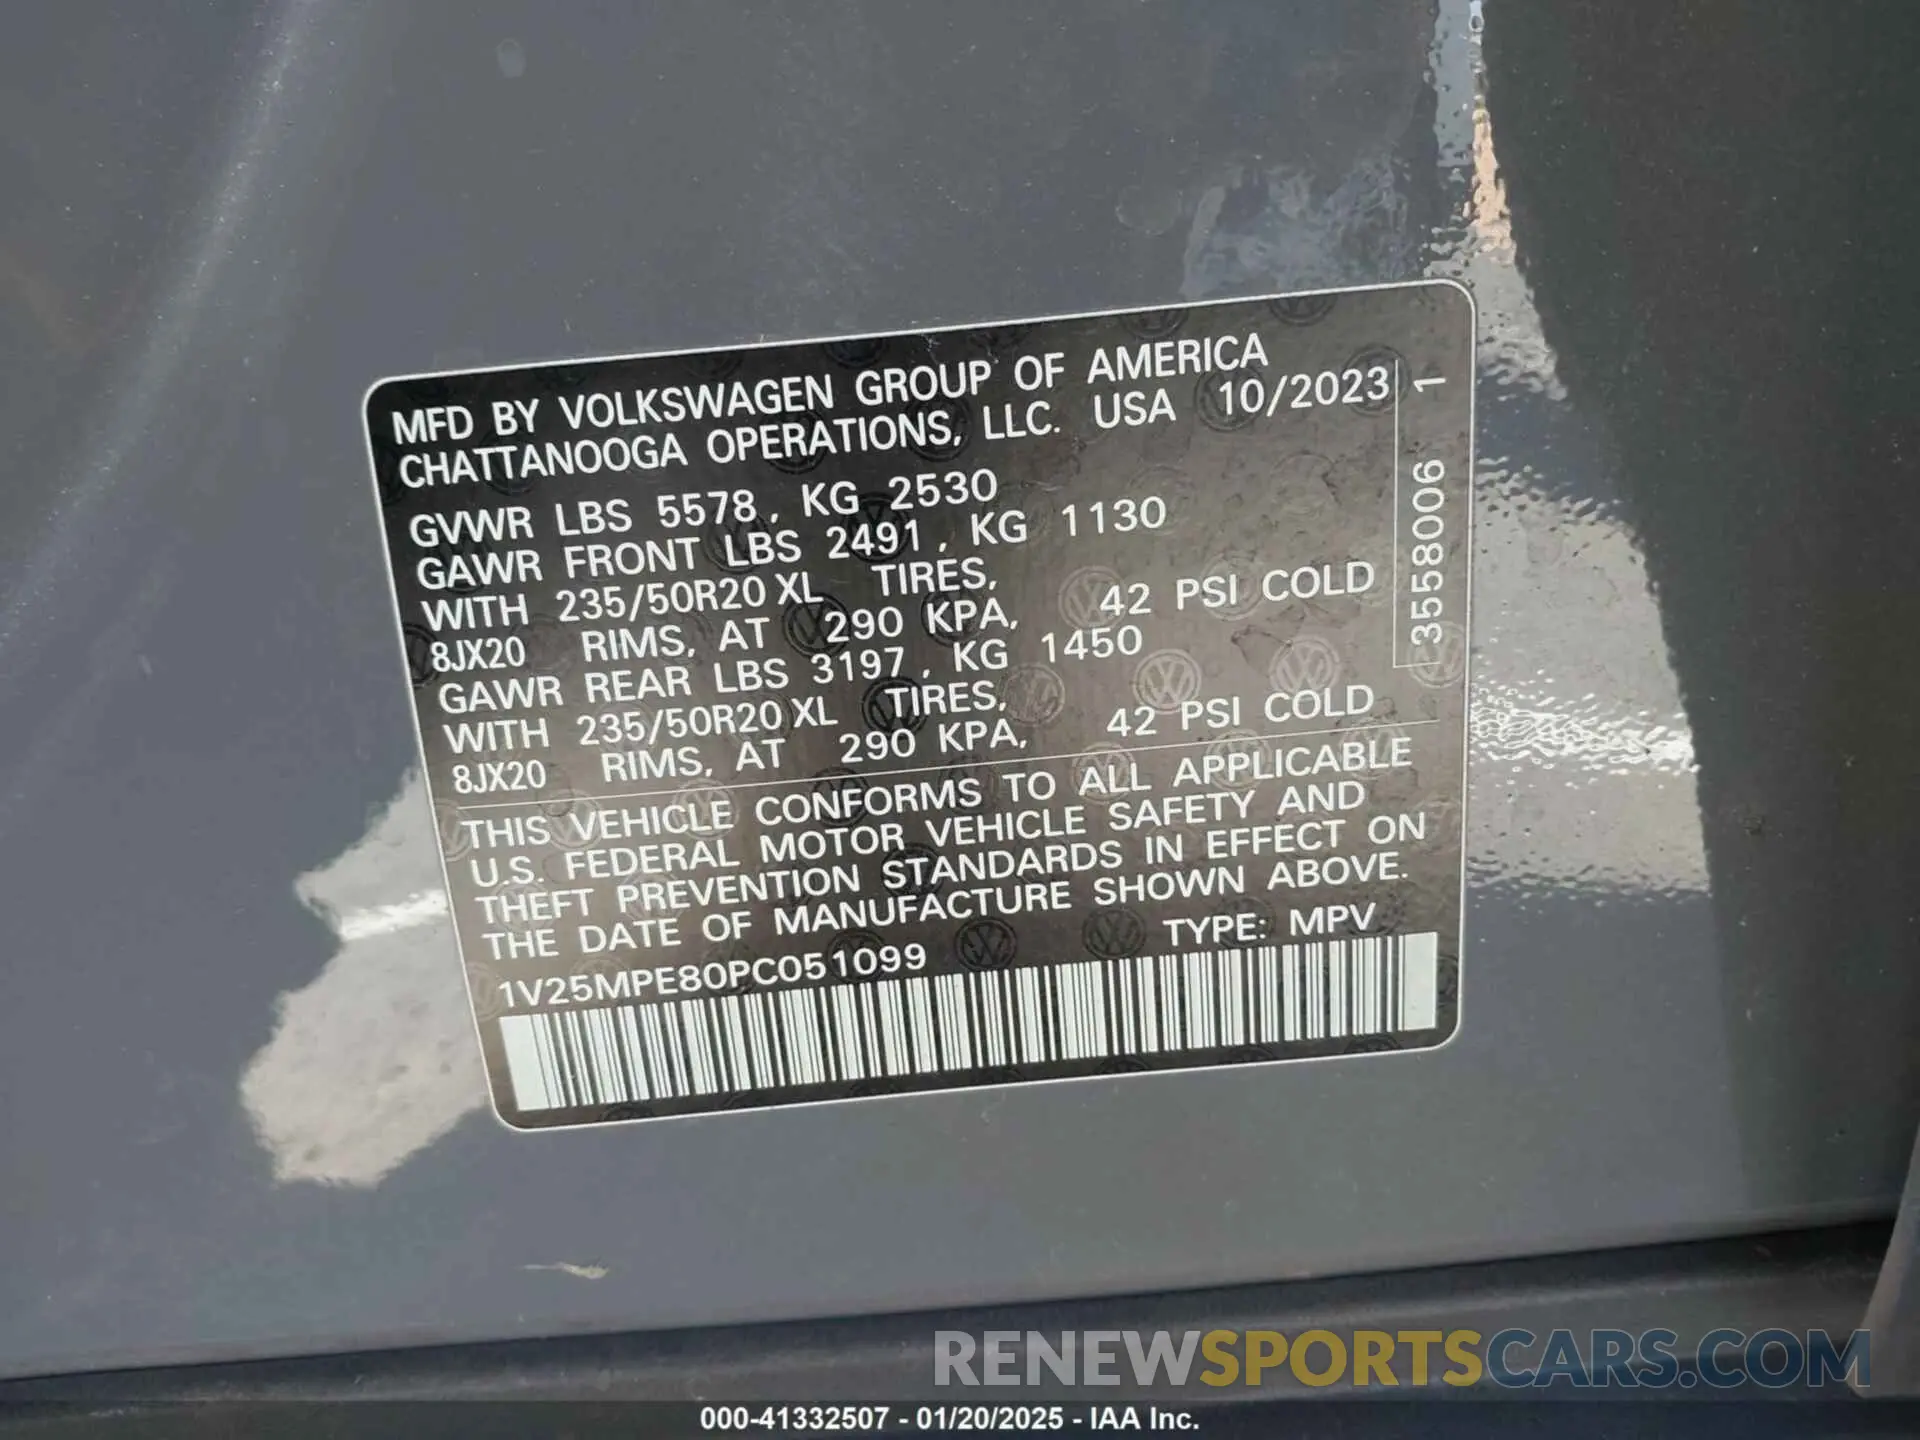 MFD BY VOLKSWAGEN GROUP OF AMERICA
CHATTANOOGA OPERATIONS, LLC. USA 10/2023
GVWR LBS 5578, KG 2530
GAWR FRONT LBS 2491, KG 1130
WITH 235/50R20 XL TIRES,
8JX20 RIMS, AT 290 KPA, 42 PSI COLD
GAWR REAR LBS 3197, KG 1450
WITH 235/50R20 XL TIRES,
8JX20 RIMS, AT 290 KPA, 42 PSI COLD
3558006 1
THIS VEHICLE CONFORMS TO ALL APPLICABLE
U.S. FEDERAL MOTOR VEHICLE SAFETY AND
THEFT PREVENTION STANDARDS IN EFFECT ON
THE DATE OF MANUFACTURE SHOWN ABOVE.
1V25MPE80PC051099 TYPE: MPV
RENEWSPORTSCARS.COM
000-41332507 - 01/20/2025 - IAA Inc.